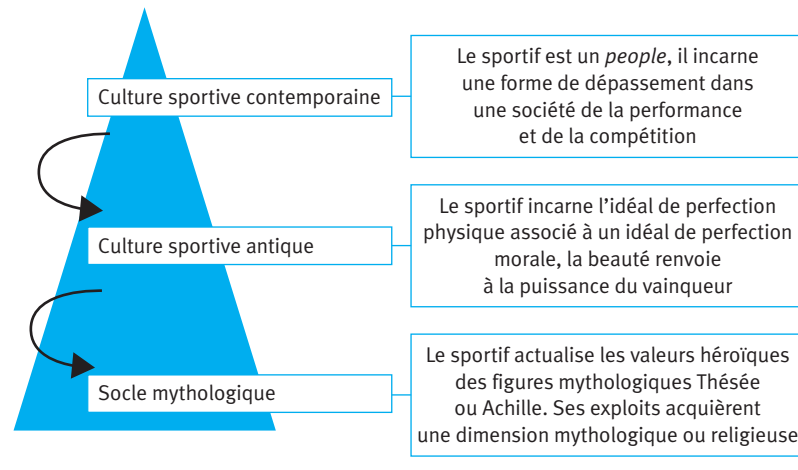 Culture sportive contemporaine
Le sportif est un people, il incarne
une forme de dépassement dans
une société de la performance
et de la compétition
Culture sportive antique
Le sportif incarne l’idéal de perfection
physique associé à un idéal de perfection
morale, la beauté renvoie
à la puissance du vainqueur
Socle mythologique
Le sportif actualise les valeurs héroïques
des figures mythologiques Thésée
ou Achille. Ses exploits acquièrent
une dimension mythologique ou religieuse